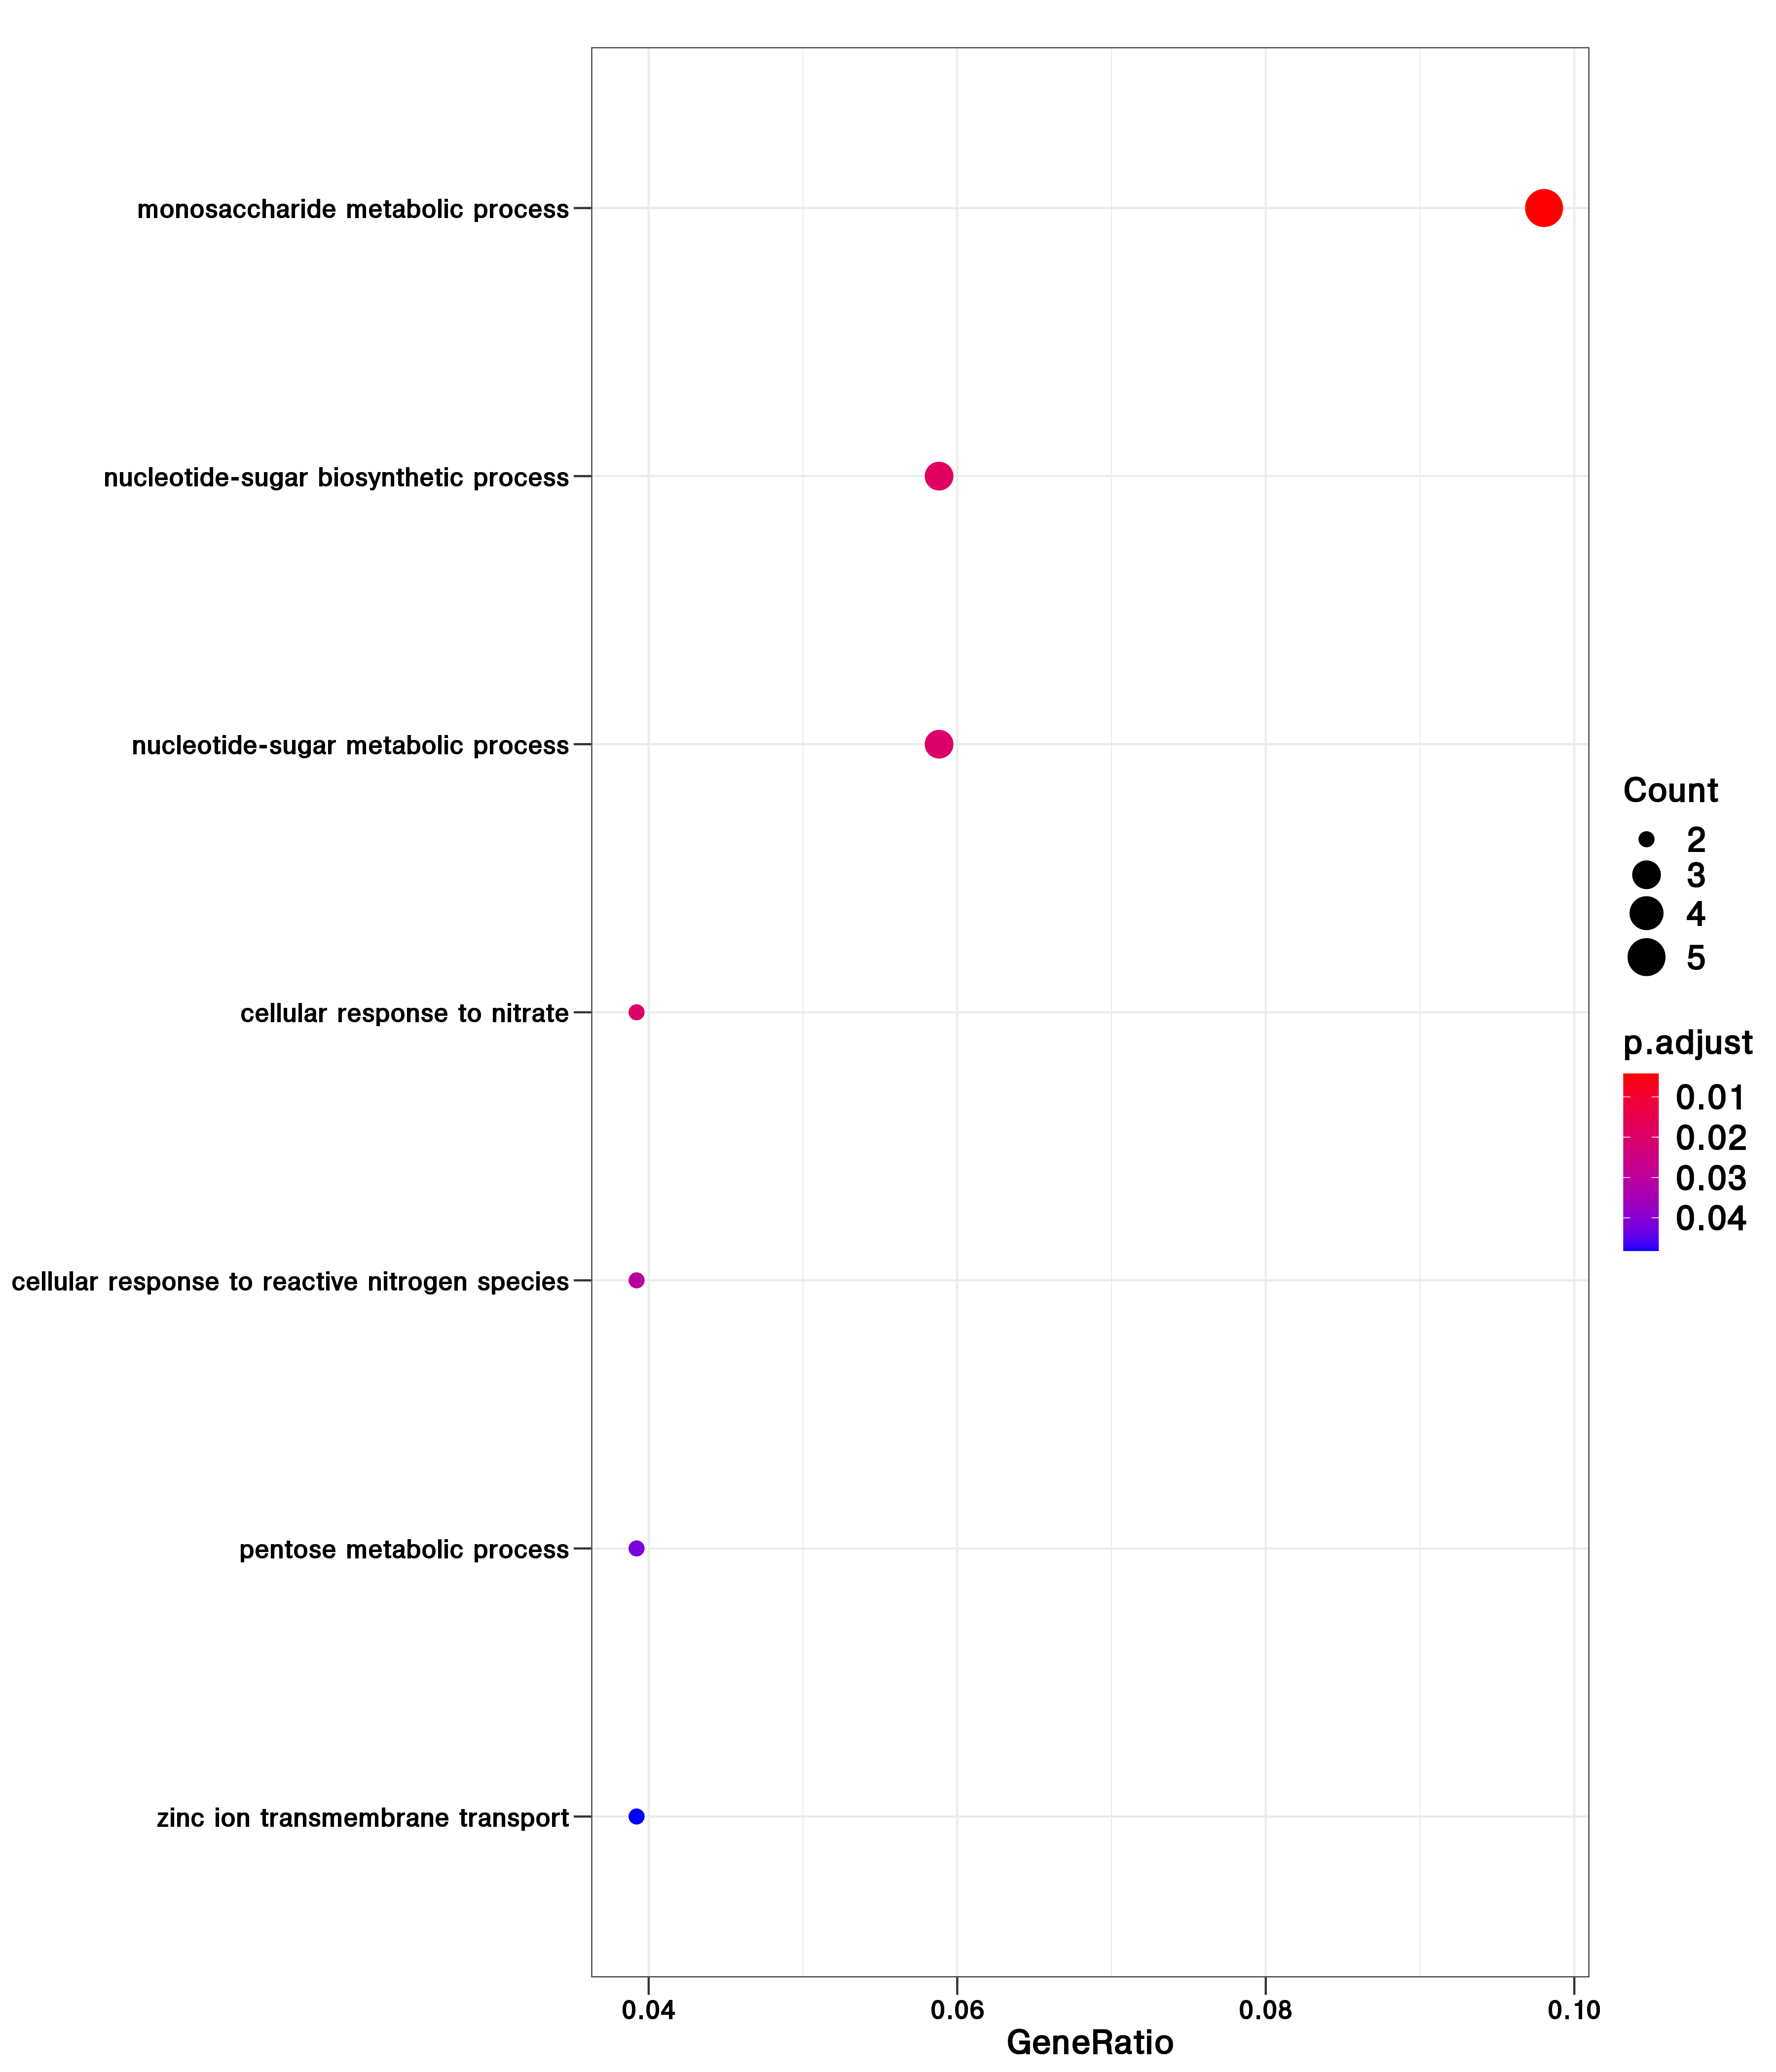 monosaccharide metabolic process
nucleotide-sugar biosynthetic process
nucleotide-sugar metabolic process
cellular response to nitrate
cellular response to reactive nitrogen species
pentose metabolic process
zinc ion transmembrane transport
0.04 0.06 0.08 0.10
GeneRatio
Count
2
3
4
5
p.adjust
0.01
0.02
0.03
0.04